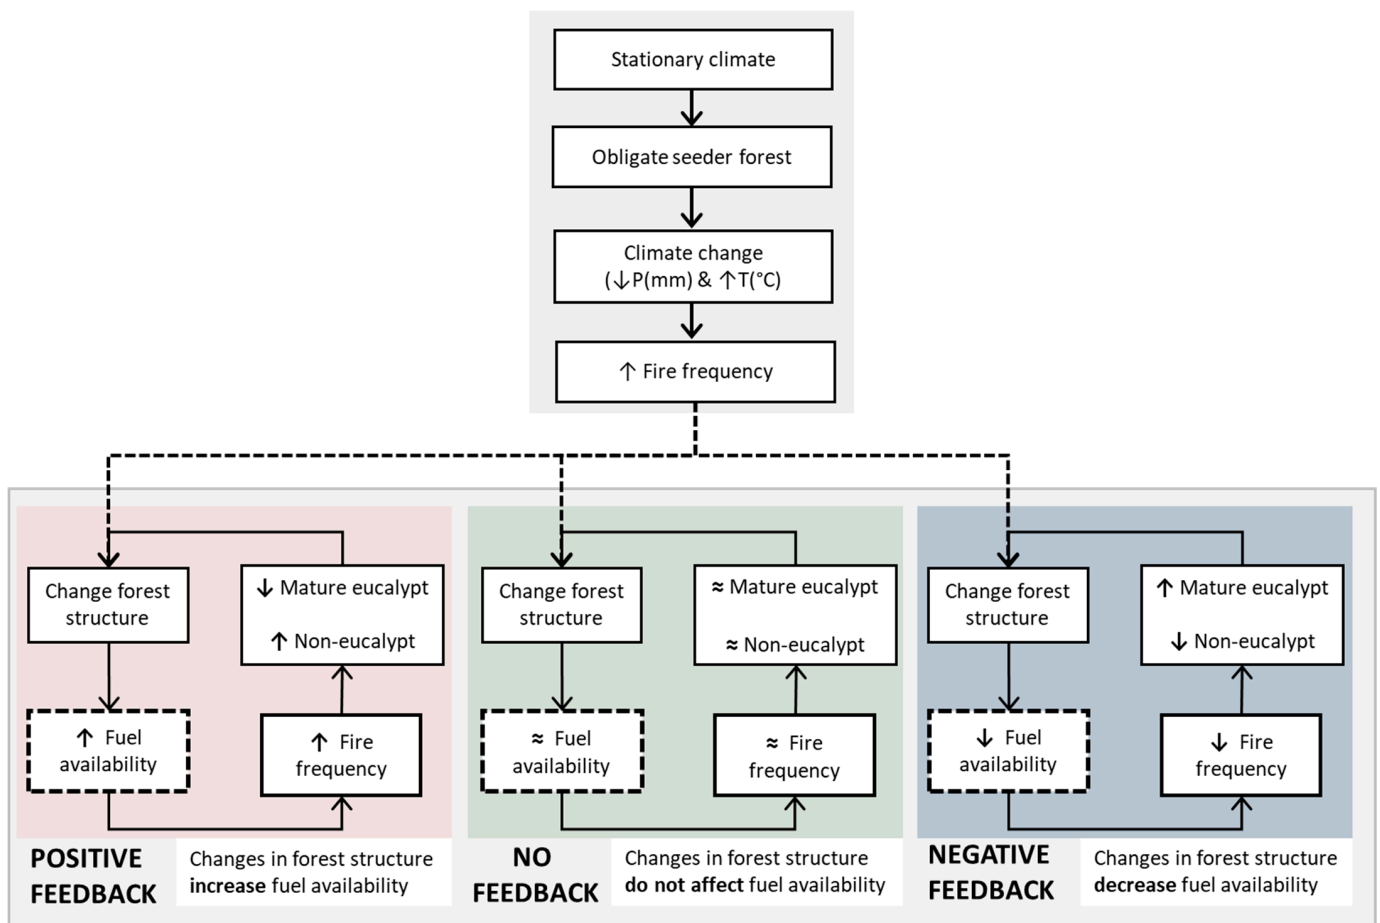 Stationary climate
Obligate seeder forest
Climate change
(↓P(mm) & ↑T(°C)
↑ Fire frequency
Change forest
structure
↓ Mature eucalypt
↑ Non-eucalypt
↑ Fuel
availability
↑ Fire
frequency
POSITIVE
FEEDBACK
Changes in forest structure
increase fuel availability
Change forest
structure
≈ Mature eucalypt
≈ Non-eucalypt
≈ Fuel
availability
≈ Fire
frequency
NO
FEEDBACK
Changes in forest structure
do not affect fuel availability
Change forest
structure
↑ Mature eucalypt
↓ Non-eucalypt
↓ Fuel
availability
↓ Fire
frequency
NEGATIVE
FEEDBACK
Changes in forest structure
decrease fuel availability